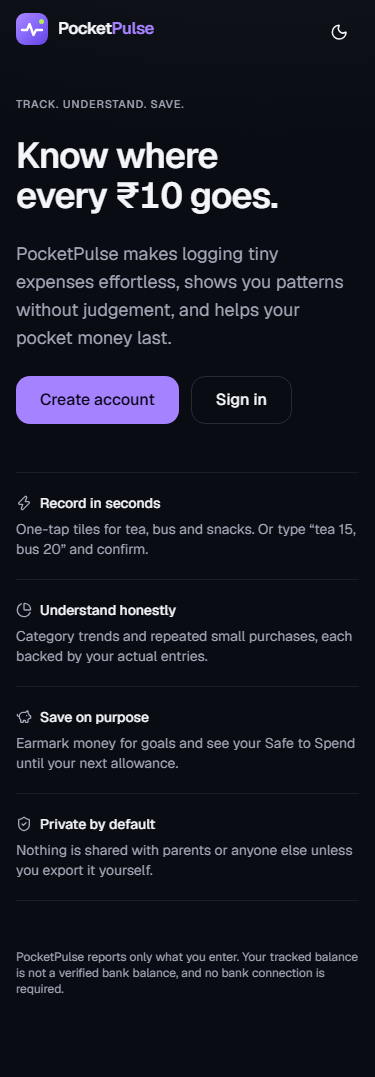 PocketPulse
TRACK. UNDERSTAND. SAVE.
Know where
every ₹10 goes.
PocketPulse makes logging tiny
expenses effortless, shows you patterns
without judgement, and helps your
pocket money last.
Create account
Sign in
Record in seconds
One-tap tiles for tea, bus and snacks. Or type “tea 15,
bus 20” and confirm.
Understand honestly
Category trends and repeated small purchases, each
backed by your actual entries.
Save on purpose
Earmark money for goals and see your Safe to Spend
until your next allowance.
Private by default
Nothing is shared with parents or anyone else unless
you export it yourself.
PocketPulse reports only what you enter. Your tracked balance
is not a verified bank balance, and no bank connection is
required.